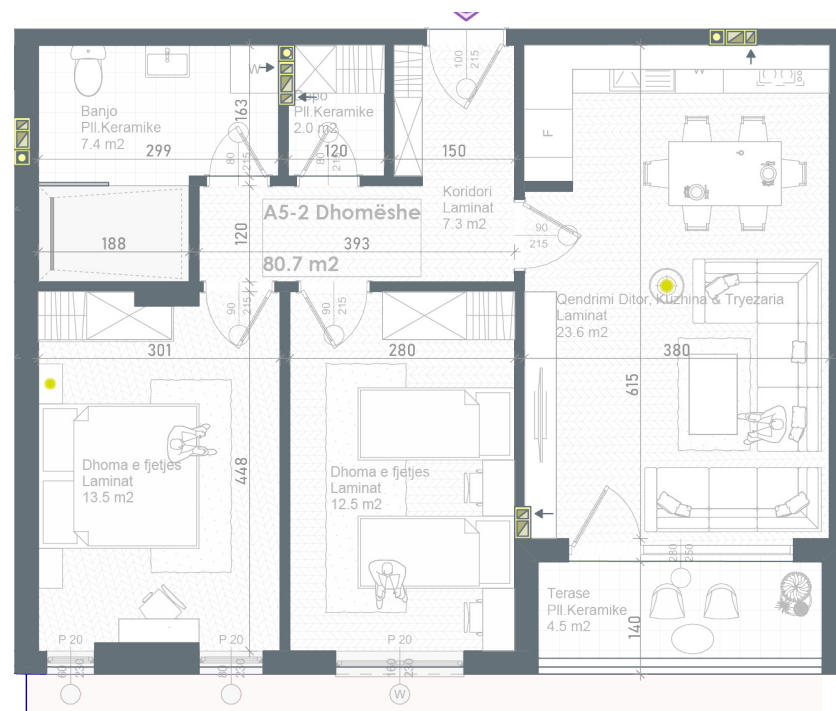 W
100
215
Banjo
Pll.Keramike
7.4 m2
163
Depo
Pll.Keramike
2.0 m2
F
299
120
150
80
215
80
215
Koridori
Laminat
7.3 m2
A5-2 Dhomëshe
80.7 m2
188
120
393
90
215
Qendrimi Ditor, Kuzhina & Tryezaria
Laminat
23.6 m2
90
215
90
215
301
280
380
615
Dhoma e fjetjes
Laminat
13.5 m2
448
Dhoma e fjetjes
Laminat
12.5 m2
280
250
Terase
Pll.Keramike
4.5 m2
140
P 20
P 20
P 20
60
230
80
230
160
230
W